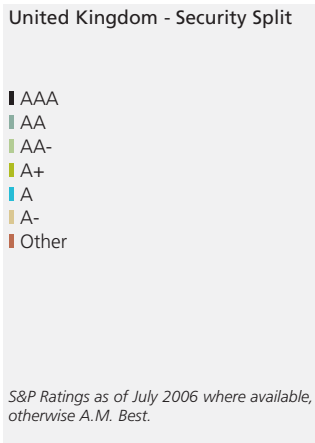 United Kingdom - Security Split
AAA
AA
AA-
A+
A
A-
Other
S&P Ratings as of July 2006 where available,
otherwise A.M. Best.